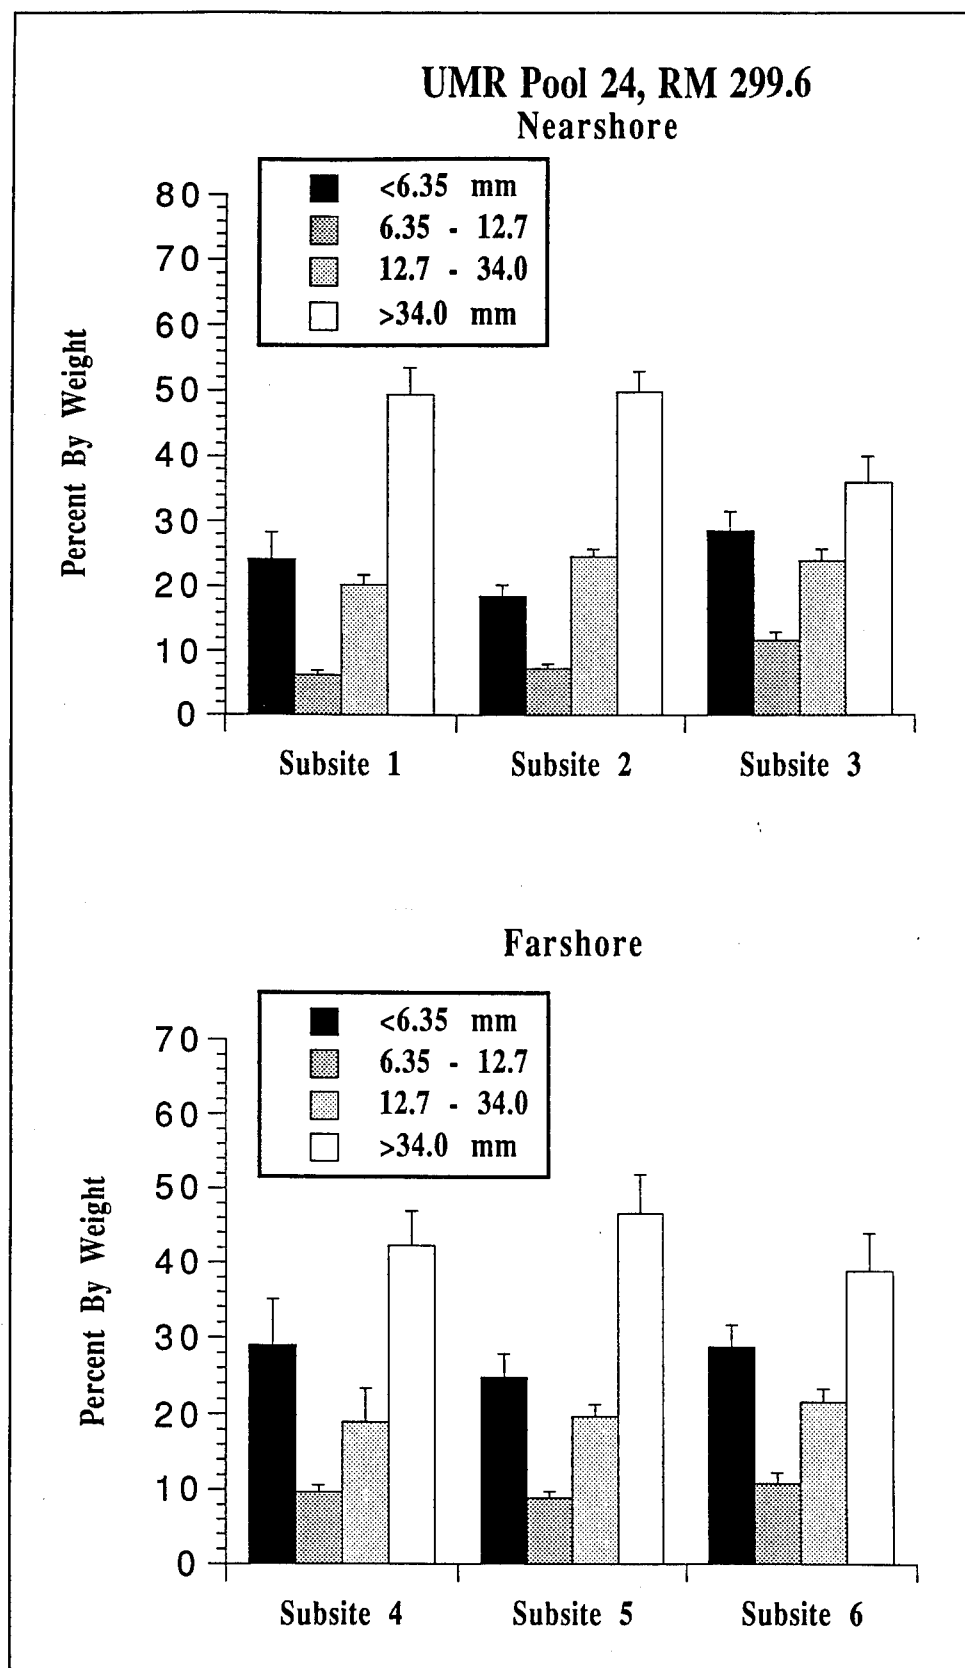 UMR Pool 24, RM 299.6
Nearshore
<6.35 mm
6.35 - 12.7
12.7 - 34.0
>34.0 mm
80
70
60
50
40
30
20
10
0
Percent By Weight
Subsite 1
Subsite 2
Subsite 3
Farshore
<6.35 mm
6.35 - 12.7
12.7 - 34.0
>34.0 mm
70
60
50
40
30
20
10
0
Percent By Weight
Subsite 4
Subsite 5
Subsite 6